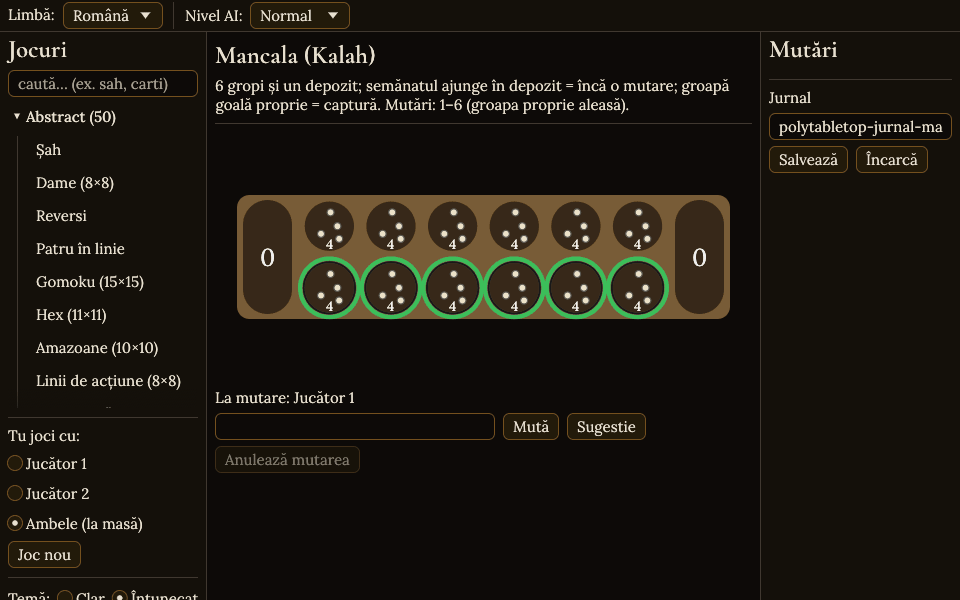 Limbă: Română Nivel AI: Normal
Jocuri
caută... (ex. sah, carti)
Abstract (50)
Șah
Dame (8×8)
Reversi
Patru în linie
Gomoku (15×15)
Hex (11×11)
Amazoane (10×10)
Linii de acțiune (8×8)
Tu joci cu:
Jucător 1
Jucător 2
Ambele (la masă)
Joc nou
Temă: Clar Întunecat
Mancala (Kalah)
6 gropi și un depozit; semănatul ajunge în depozit = încă o mutare; groapă
goală proprie = captură. Mutări: 1–6 (groapa proprie aleasă).
4 4 4 4 4 4
0 0
4 4 4 4 4 4
La mutare: Jucător 1
Mută Sugestie
Anulează mutarea
Mutări
Jurnal
polytabletop-jurnal-ma
Salvează Încarcă